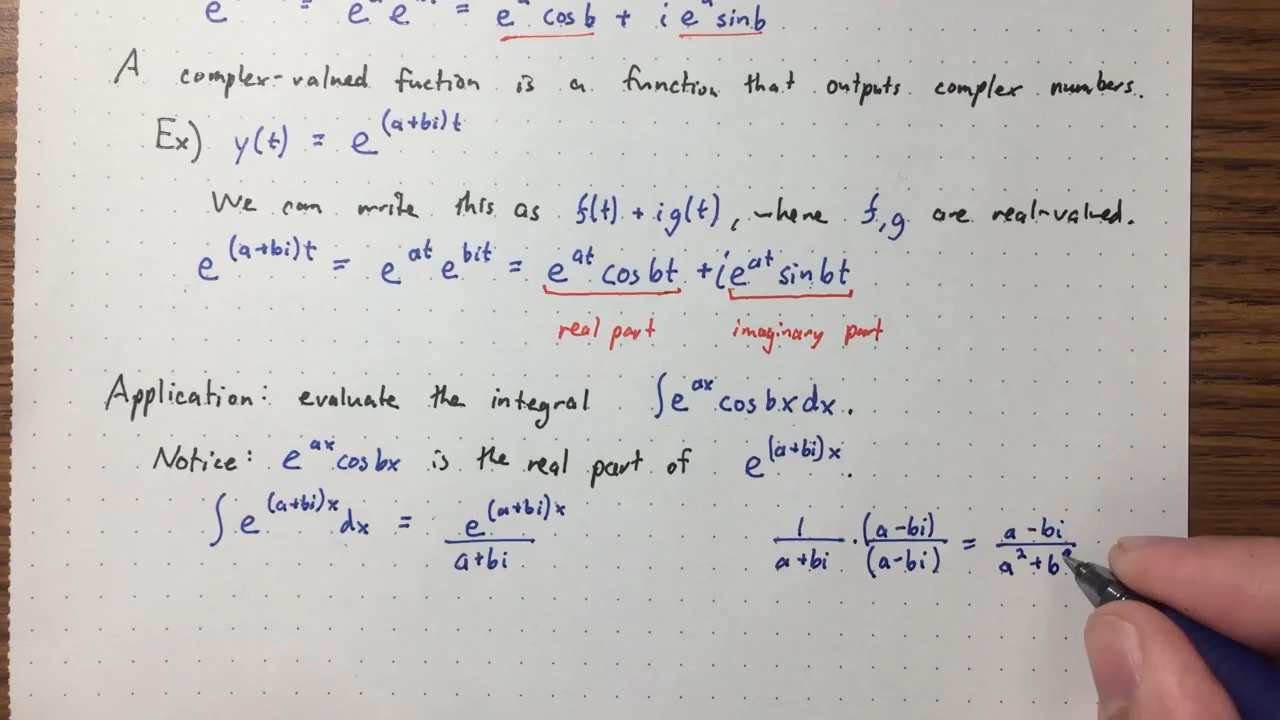 e = e e = e cos b + i e sin b
A complex-valued fuction is a function that outputs complex numbers.
Ex) y(t) = e^(a+bi)t
We can write this as f(t) + ig(t), where f,g are real-valued.
e^(a+bi)t = e^at e^bit = e^at cos bt + i e^at sin bt
real part imaginary part
Application: evaluate the integral ∫e^ax cos bx dx.
Notice: e^ax cos bx is the real part of e^(a+bi)x.
∫e^(a+bi)x dx = e^(a+bi)x / a+bi 1/a+bi · (a-bi)/(a-bi) = a-bi/a²+b²